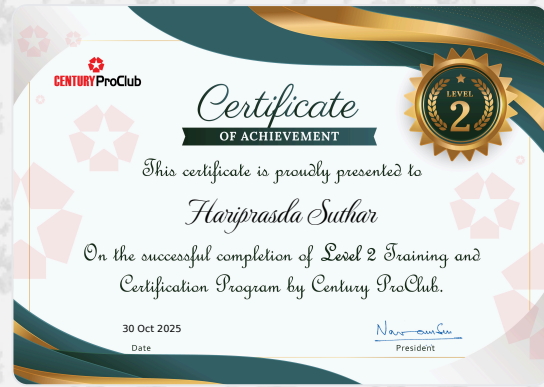 CENTURY ProClub
Certificate
OF ACHIEVEMENT
LEVEL
2
This certificate is proudly presented to
Hariprasda Suthar
On the successful completion of Level 2 Training and
Certification Program by Century ProClub.
30 Oct 2025
Date
President